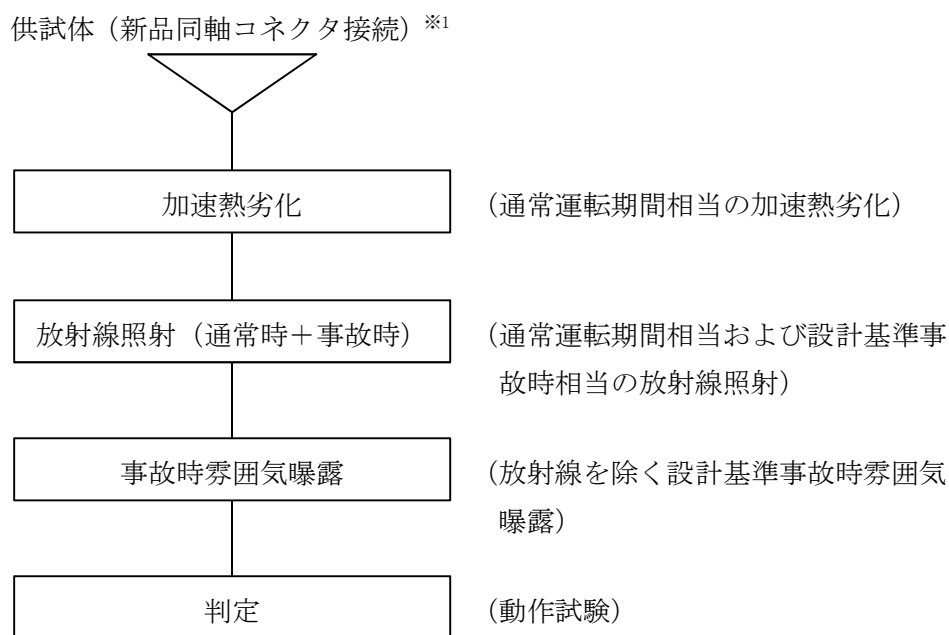 供試体（新品同軸コネクタ接続）※1
加速熱劣化
（通常運転期間相当の加速熱劣化）
放射線照射（通常時＋事故時）
（通常運転期間相当および設計基準事
故時相当の放射線照射）
事故時雰囲気曝露
（放射線を除く設計基準事故時雰囲気
曝露）
判定
（動作試験）